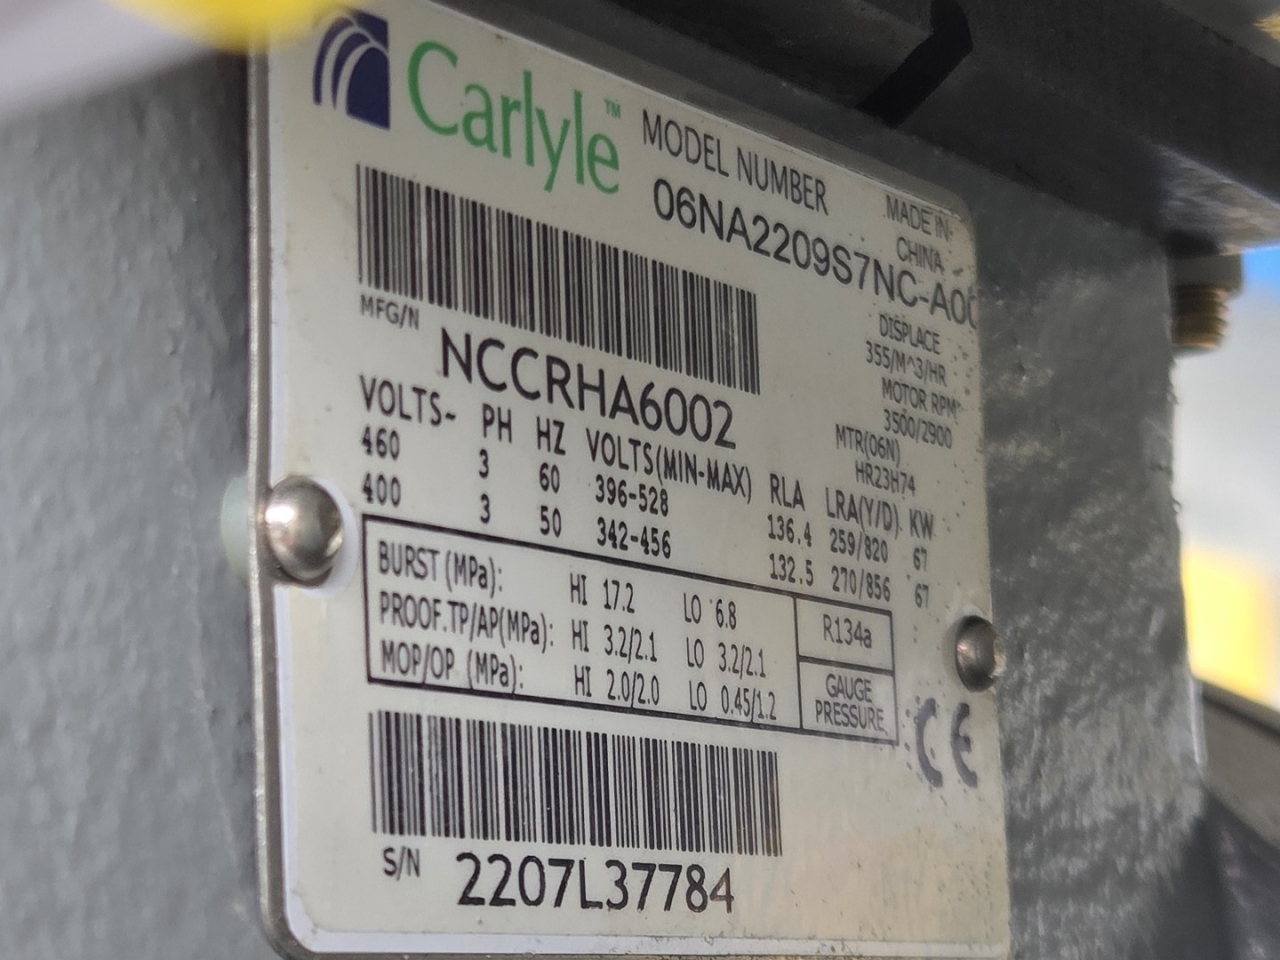 Carlyle™
MODEL NUMBER
06NA2209S7NC-A0
MADE IN:
CHINA
MFG/N
NCCRHA6002
DISPLACE
355/M^3/HR
MOTOR RPM
3500/2900
MTR(06N)
HR23H74
VOLTS~ PH HZ VOLTS(MIN-MAX) RLA LRA(Y/D) KW
460 3 60 396-528 136.4 259/820 67
400 3 50 342-456 132.5 270/856 67
BURST (MPa): HI 17.2 LO 6.8
PROOF.TP/AP(MPa): HI 3.2/2.1 LO 3.2/2.1
MOP/OP. (MPa): HI 2.0/2.0 LO 0.45/1.2
R134a
GAUGE
PRESSURE
CE
S/N 2207L37784